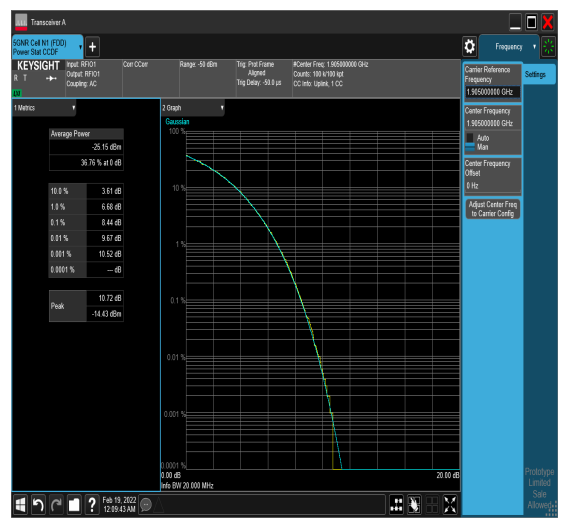 Transceiver A
5GNR Cell N1 (FDD)
Power Stat CCDF
Frequency
KEYSIGHT
R T
Input: RFIO1
Output: RFIO1
Coupling: AC
Corr CCorr
Range: -50 dBm
Trig: Post Frame
Aligned
Trig Delay: -50.0 µs
#Center Freq: 1.905000000 GHz
Counts: 100 k/100 kpt
CC Info: Uplink, 1 CC
Carrier Reference
Frequency
1.905000000 GHz
Settings
Center Frequency
1.905000000 GHz
Auto
Man
Center Frequency
Offset
0 Hz
Adjust Center Freq
to Carrier Config
1 Metrics
Average Power
-25.15 dBm
36.76 % at 0 dB
10.0 % 3.61 dB
1.0 % 6.68 dB
0.1 % 8.44 dB
0.01 % 9.67 dB
0.001 % 10.52 dB
0.0001 % --- dB
Peak
10.72 dB
-14.43 dBm
2 Graph
Gaussian
100 %
10 %
1 %
0.1 %
0.01 %
0.001 %
0.0001 %
0.00 dB
20.00 dB
Info BW 20.000 MHz
Prototype
Limited
Sale
Allowed
?
Feb 19, 2022
12:09:43 AM